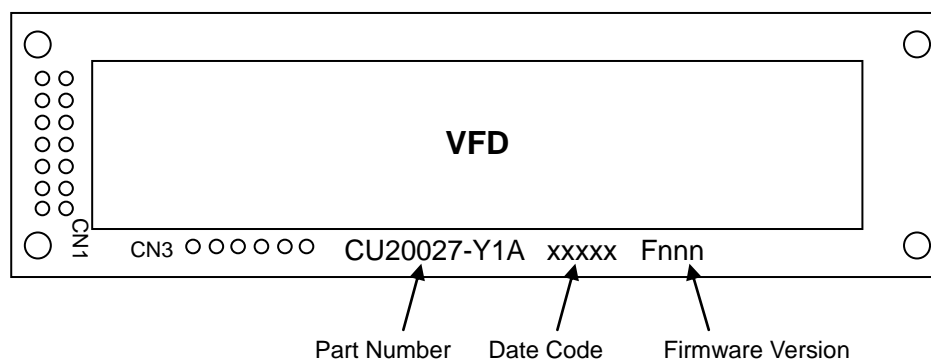 VFD
CN1
CN3 CU20027-Y1A xxxxx Fnnn
Part Number Date Code Firmware Version